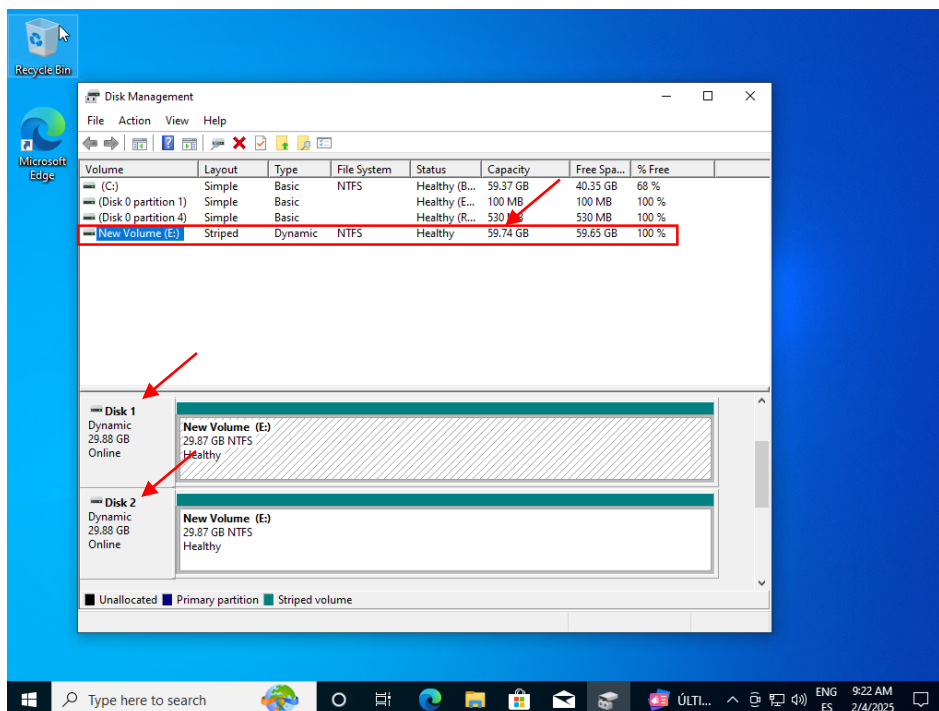 Recycle Bin
Microsoft
Edge
Disk Management
File Action View Help
Volume Layout Type File System Status Capacity Free Spa... % Free
(C:) Simple Basic NTFS Healthy (B... 59.37 GB 40.35 GB 68 %
(Disk 0 partition 1) Simple Basic Healthy (E... 100 MB 100 MB 100 %
(Disk 0 partition 4) Simple Basic Healthy (R... 530 MB 530 MB 100 %
New Volume (E:) Striped Dynamic NTFS Healthy 59.74 GB 59.65 GB 100 %
Disk 1
Dynamic
29.88 GB
Online
New Volume (E:)
29.87 GB NTFS
Healthy
Disk 2
Dynamic
29.88 GB
Online
New Volume (E:)
29.87 GB NTFS
Healthy
Unallocated Primary partition Striped volume
Type here to search
ÚLTI...
ENG
ES
9:22 AM
2/4/2025